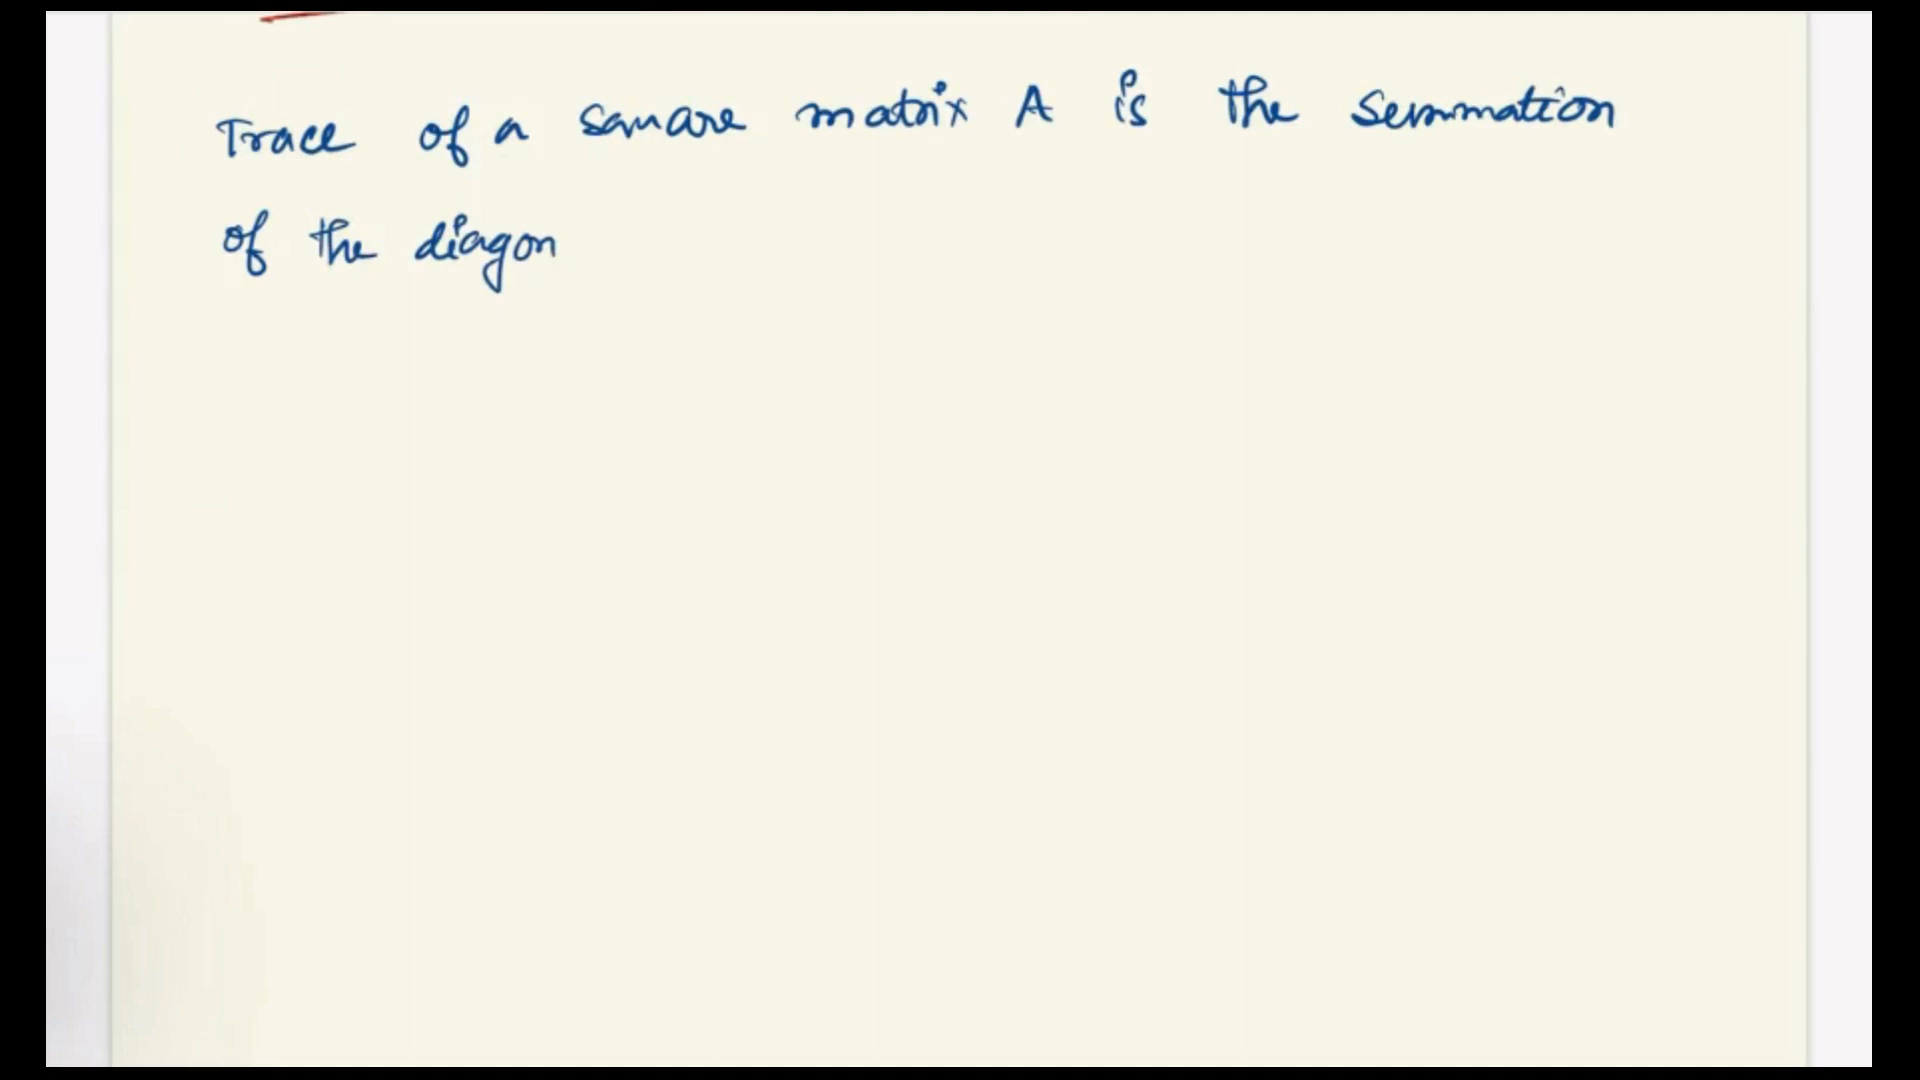 Trace of a square matrix A is the summation
of the diagon